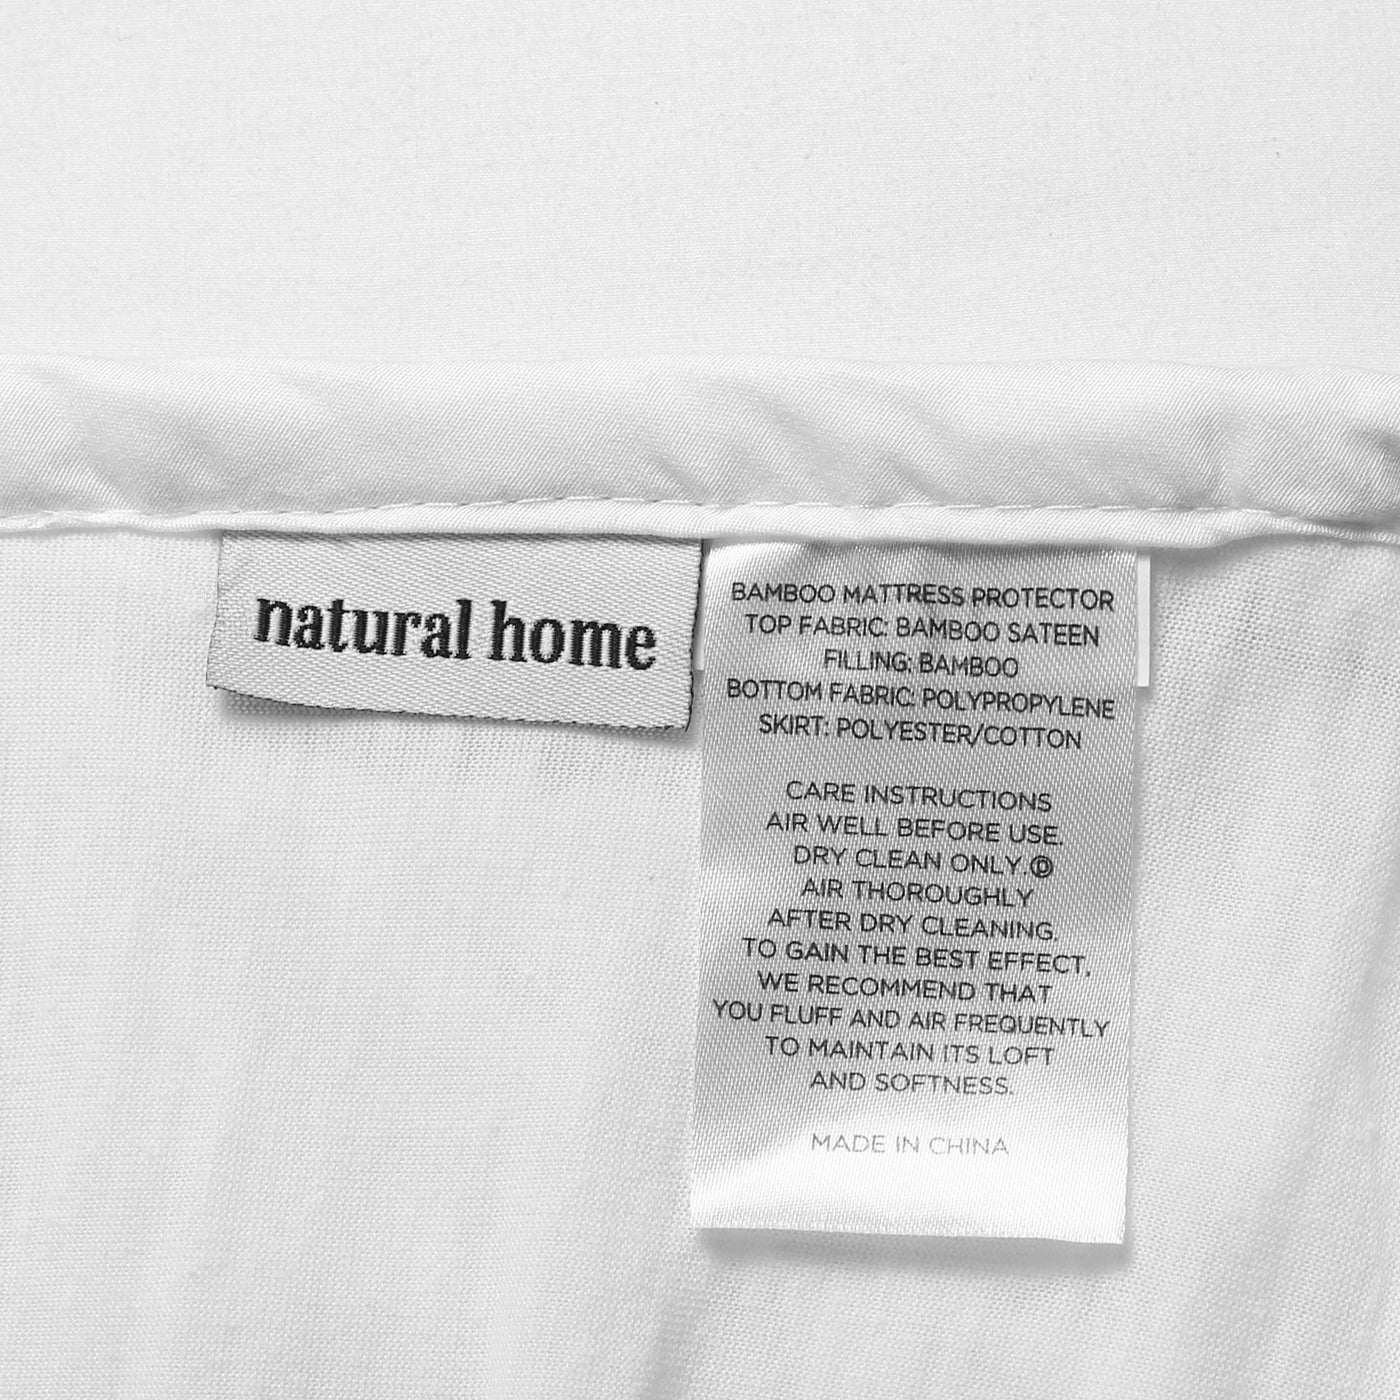 natural home
BAMBOO MATTRESS PROTECTOR
TOP FABRIC: BAMBOO SATEEN
FILLING: BAMBOO
BOTTOM FABRIC: POLYPROPYLENE
SKIRT: POLYESTER/COTTON
CARE INSTRUCTIONS
AIR WELL BEFORE USE.
DRY CLEAN ONLY.Ⓟ
AIR THOROUGHLY
AFTER DRY CLEANING.
TO GAIN THE BEST EFFECT,
WE RECOMMEND THAT
YOU FLUFF AND AIR FREQUENTLY
TO MAINTAIN ITS LOFT
AND SOFTNESS.
MADE IN CHINA